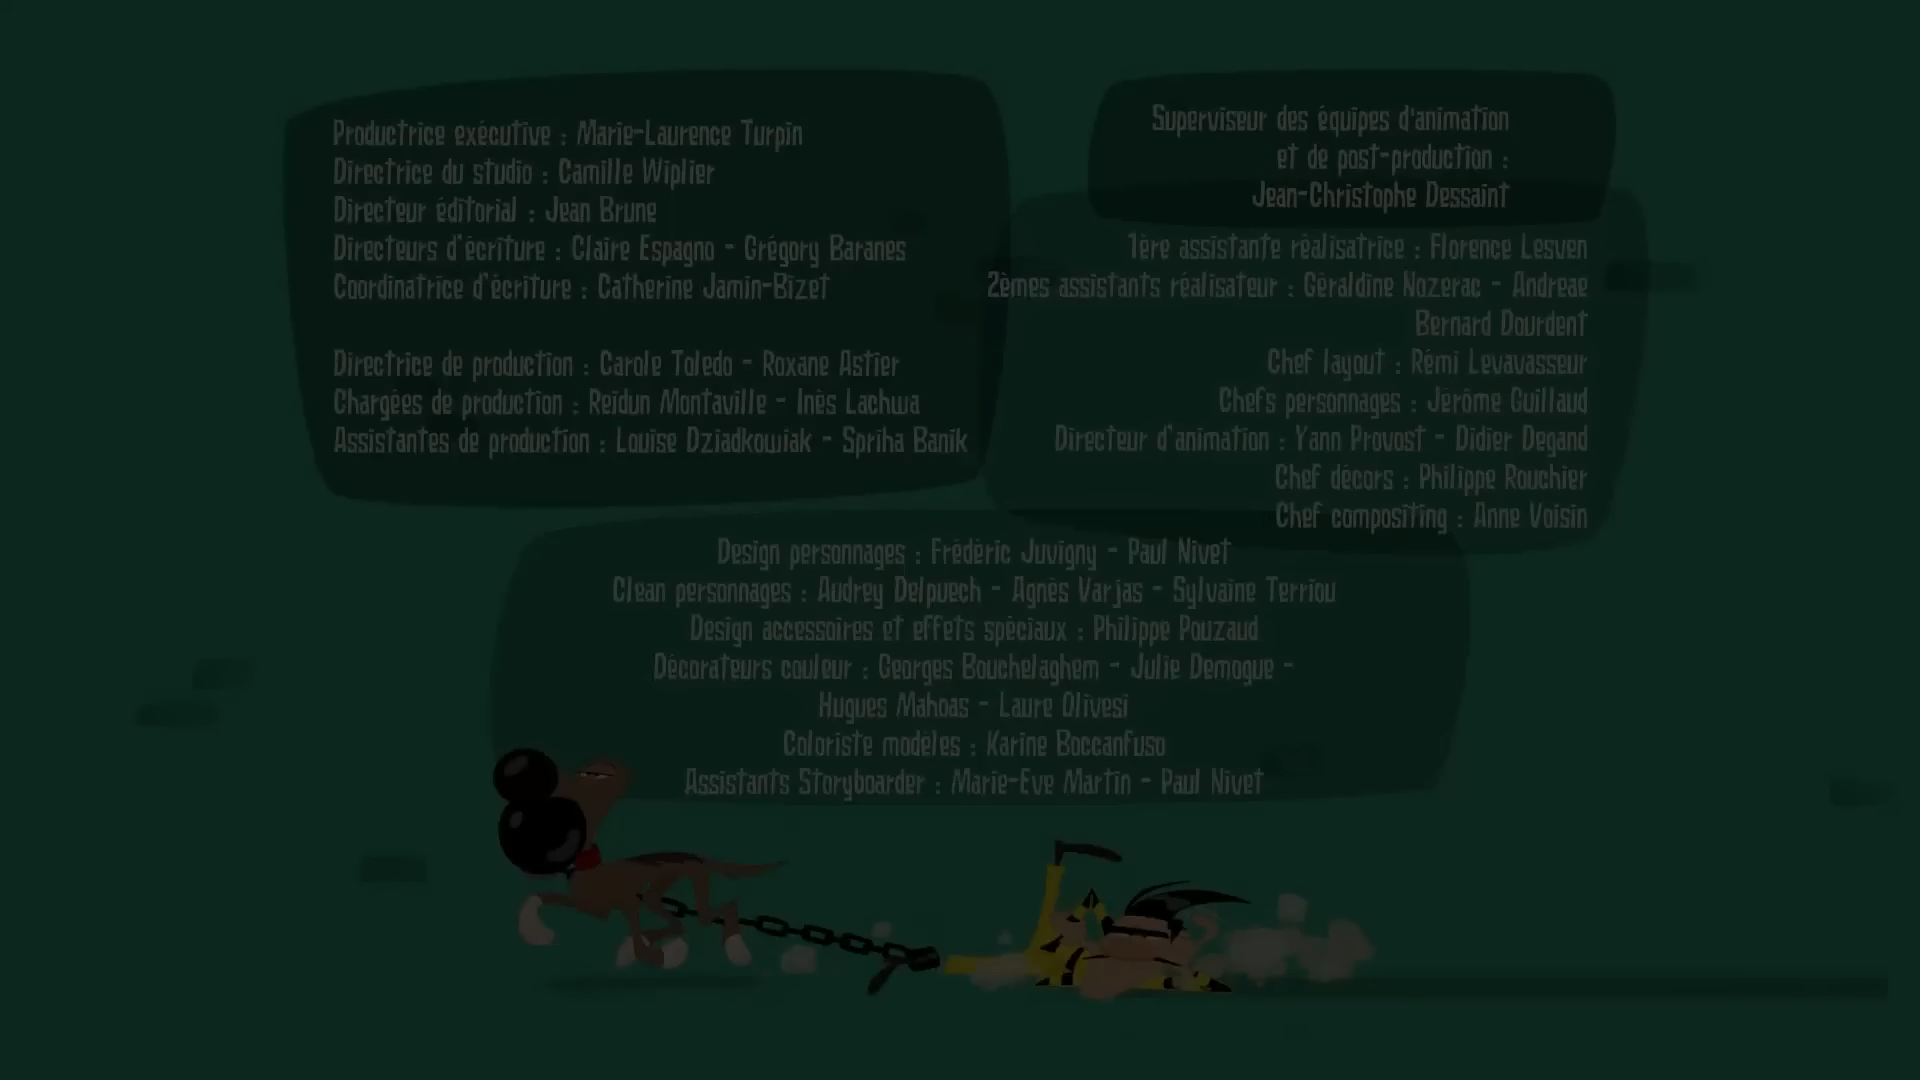 Productrice exécutive : Marie-Laurence Turpin
Directrice du studio : Camille Wiplier
Directeur éditorial : Jean Brune
Directeurs d'écriture : Claire Espagno - Grégory Baranes
Coordinatrice d'écriture : Catherine Jamin-Bizet
Directrice de production : Carole Toledo - Roxane Astier
Chargées de production : Reidun Montaville - Inès Lachwa
Assistantes de production : Louise Dziadkowiak - Spriha Banik
Superviseur des équipes d'animation
et de post-production :
Jean-Christophe Dessaint
1ère assistante réalisatrice : Florence Lesven
2èmes assistants réalisateur : Géraldine Nozerac - Andreae
Bernard Dourdent
Chef layout : Rémi Levavasseur
Chefs personnages : Jérôme Guillaud
Directeur d'animation : Yann Provost - Didier Degand
Chef décors : Philippe Rouchier
Chef compositing : Anne Voisin
Design personnages : Frédéric Juvigny - Paul Nivet
Clean personnages : Audrey Delpuech - Agnès Varjas - Sylvaine Terriou
Design accessoires et effets spéciaux : Philippe Pouzaud
Décorateurs couleur : Georges Bouchelaghem - Julie Demogue -
Hugues Mahoas - Laure Olivesi
Coloriste modèles : Karine Boccanfuso
Assistants Storyboarder : Marie-Eve Martin - Paul Nivet